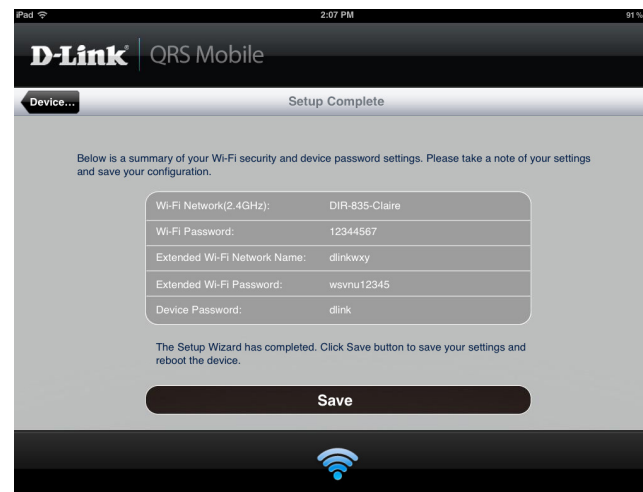 iPad 2:07 PM 91%
D-Link QRS Mobile
Device... Setup Complete
Below is a summary of your Wi-Fi security and device password settings. Please take a note of your settings
and save your configuration.
Wi-Fi Network(2.4GHz): DIR-835-Claire
Wi-Fi Password: 12344567
Extended Wi-Fi Network Name: dlinkwxy
Extended Wi-Fi Password: wsvnu12345
Device Password: dlink
The Setup Wizard has completed. Click Save button to save your settings and
reboot the device.
Save